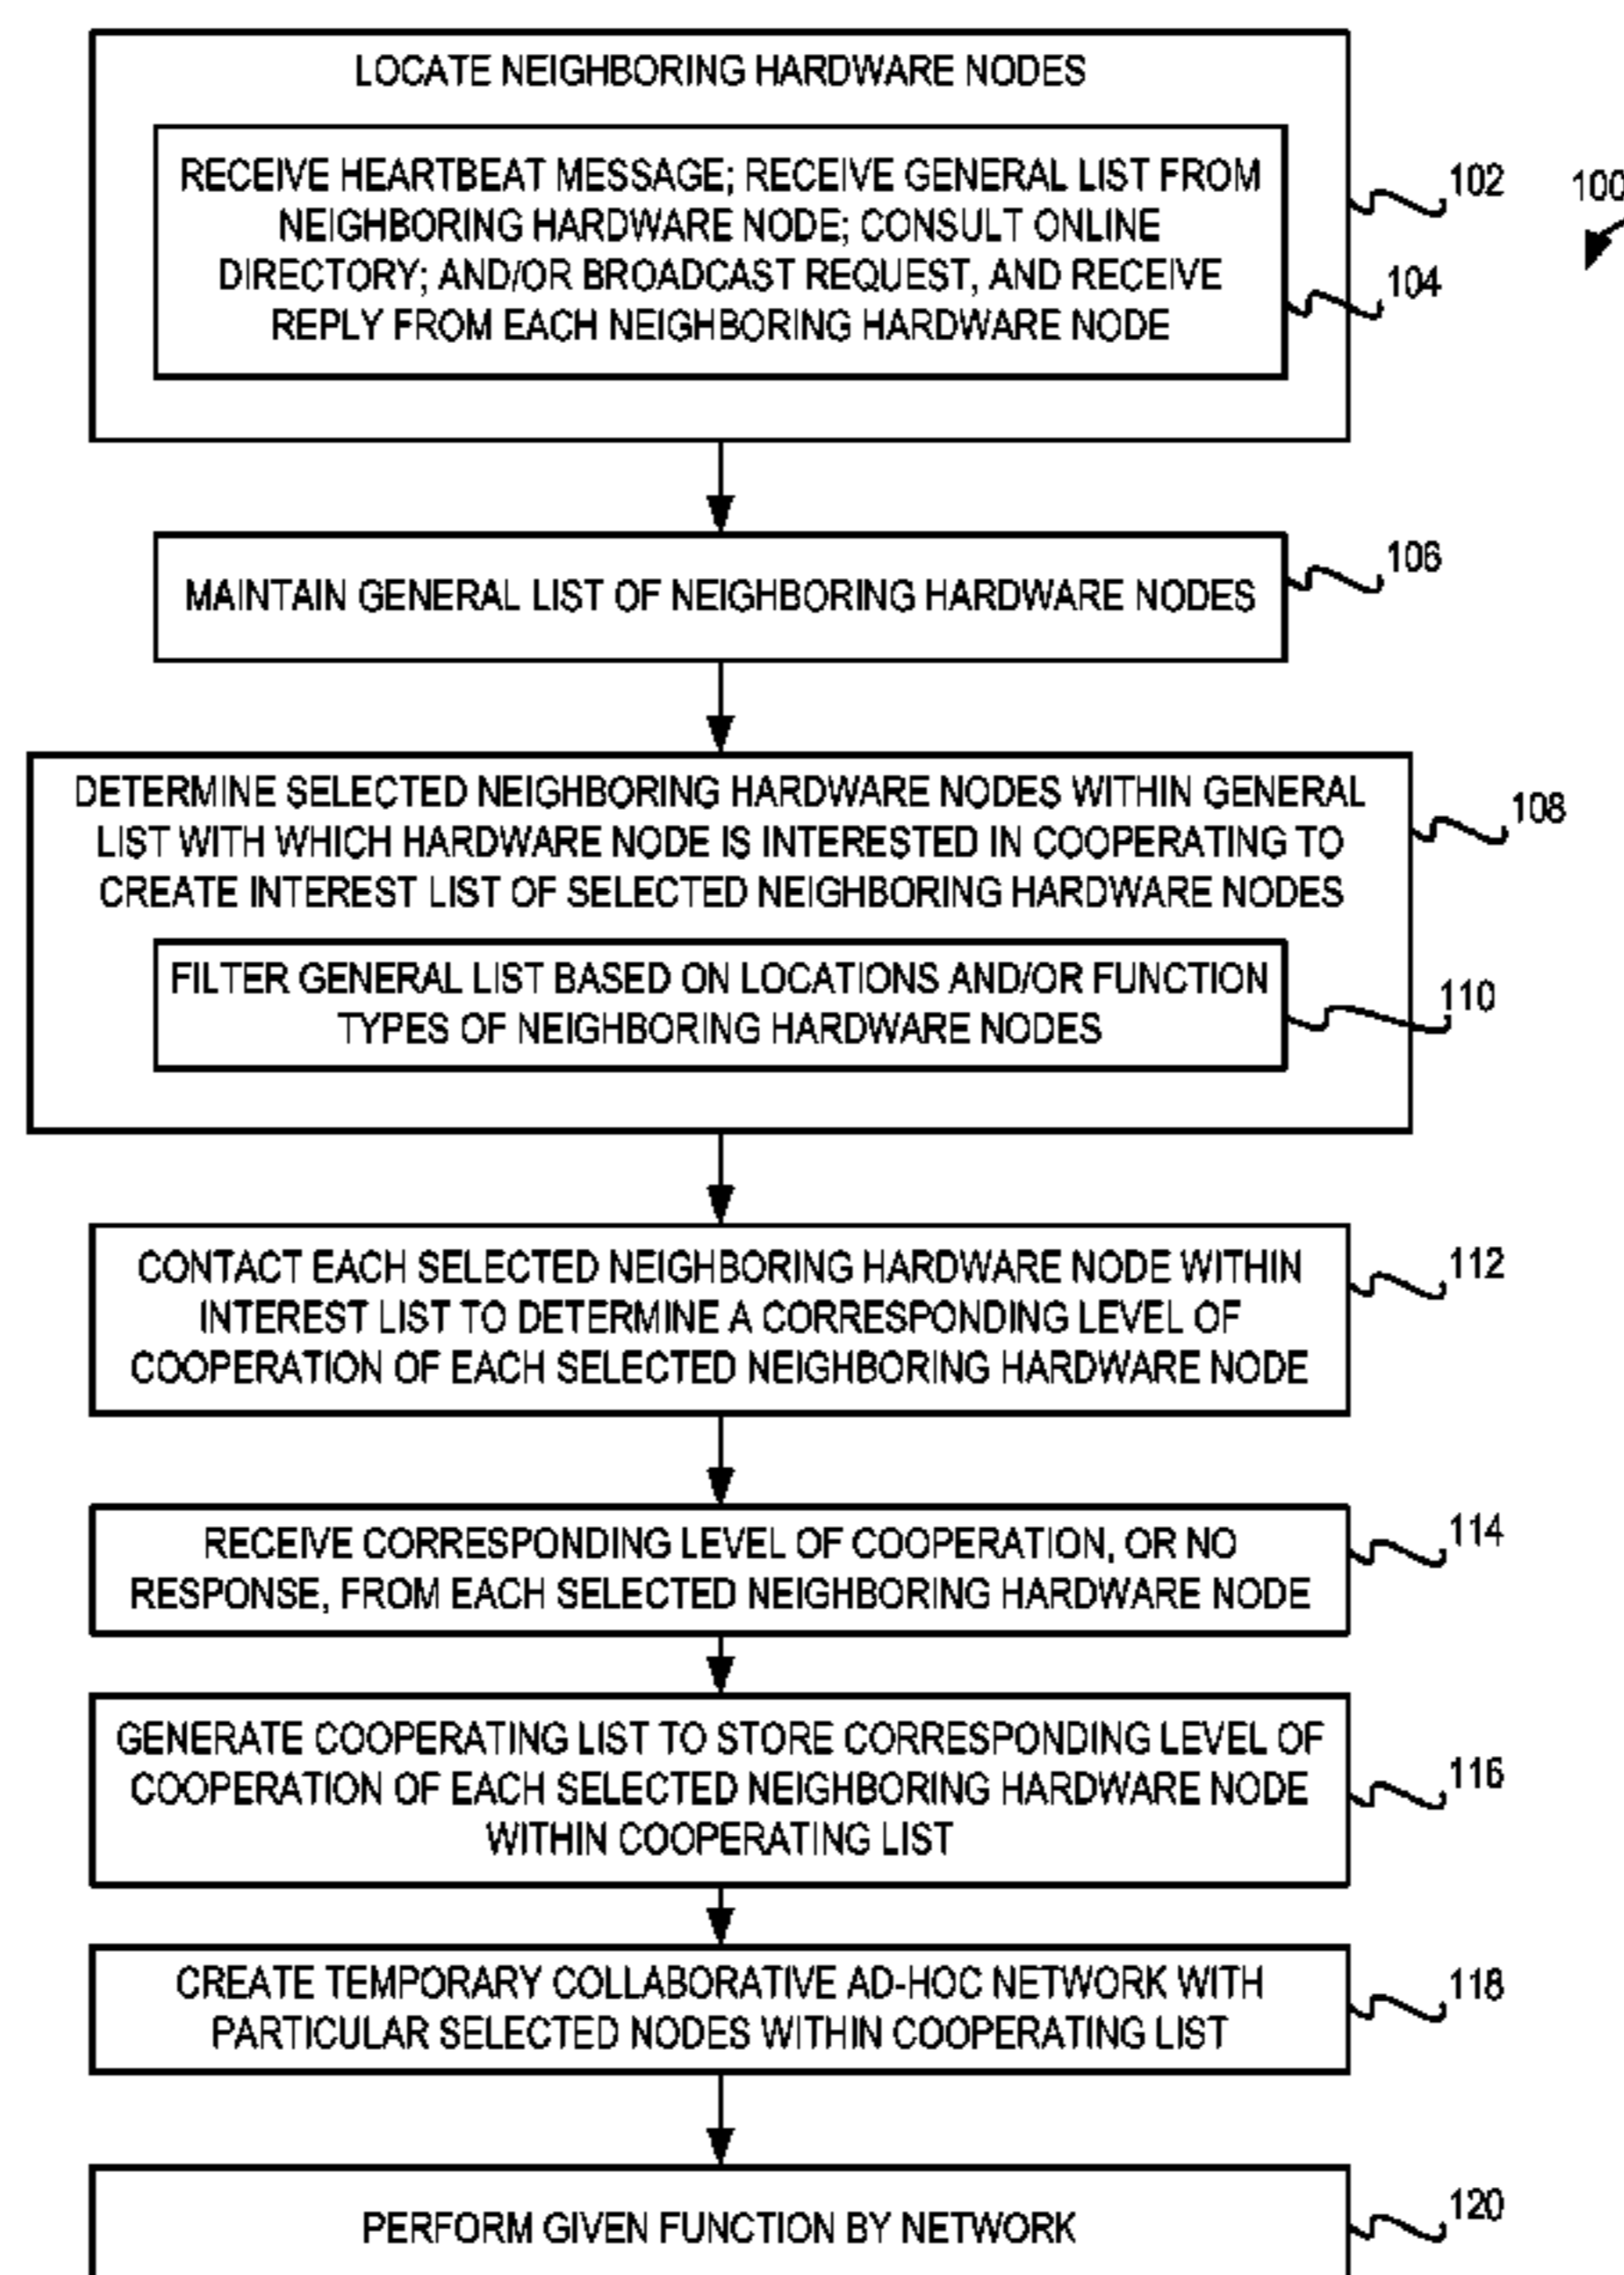 LOCATE NEIGHBORING HARDWARE NODES
RECEIVE HEARTBEAT MESSAGE; RECEIVE GENERAL LIST FROM
NEIGHBORING HARDWARE NODE; CONSULT ONLINE
DIRECTORY; AND/OR BROADCAST REQUEST, AND RECEIVE
REPLY FROM EACH NEIGHBORING HARDWARE NODE
102
100
104
MAINTAIN GENERAL LIST OF NEIGHBORING HARDWARE NODES
106
DETERMINE SELECTED NEIGHBORING HARDWARE NODES WITHIN GENERAL
LIST WITH WHICH HARDWARE NODE IS INTERESTED IN COOPERATING TO
CREATE INTEREST LIST OF SELECTED NEIGHBORING HARDWARE NODES
108
FILTER GENERAL LIST BASED ON LOCATIONS AND/OR FUNCTION
TYPES OF NEIGHBORING HARDWARE NODES
110
CONTACT EACH SELECTED NEIGHBORING HARDWARE NODE WITHIN
INTEREST LIST TO DETERMINE A CORRESPONDING LEVEL OF
COOPERATION OF EACH SELECTED NEIGHBORING HARDWARE NODE
112
RECEIVE CORRESPONDING LEVEL OF COOPERATION, OR NO
RESPONSE, FROM EACH SELECTED NEIGHBORING HARDWARE NODE
114
GENERATE COOPERATING LIST TO STORE CORRESPONDING LEVEL OF
COOPERATION OF EACH SELECTED NEIGHBORING HARDWARE NODE
WITHIN COOPERATING LIST
116
CREATE TEMPORARY COLLABORATIVE AD-HOC NETWORK WITH
PARTICULAR SELECTED NODES WITHIN COOPERATING LIST
118
PERFORM GIVEN FUNCTION BY NETWORK
120